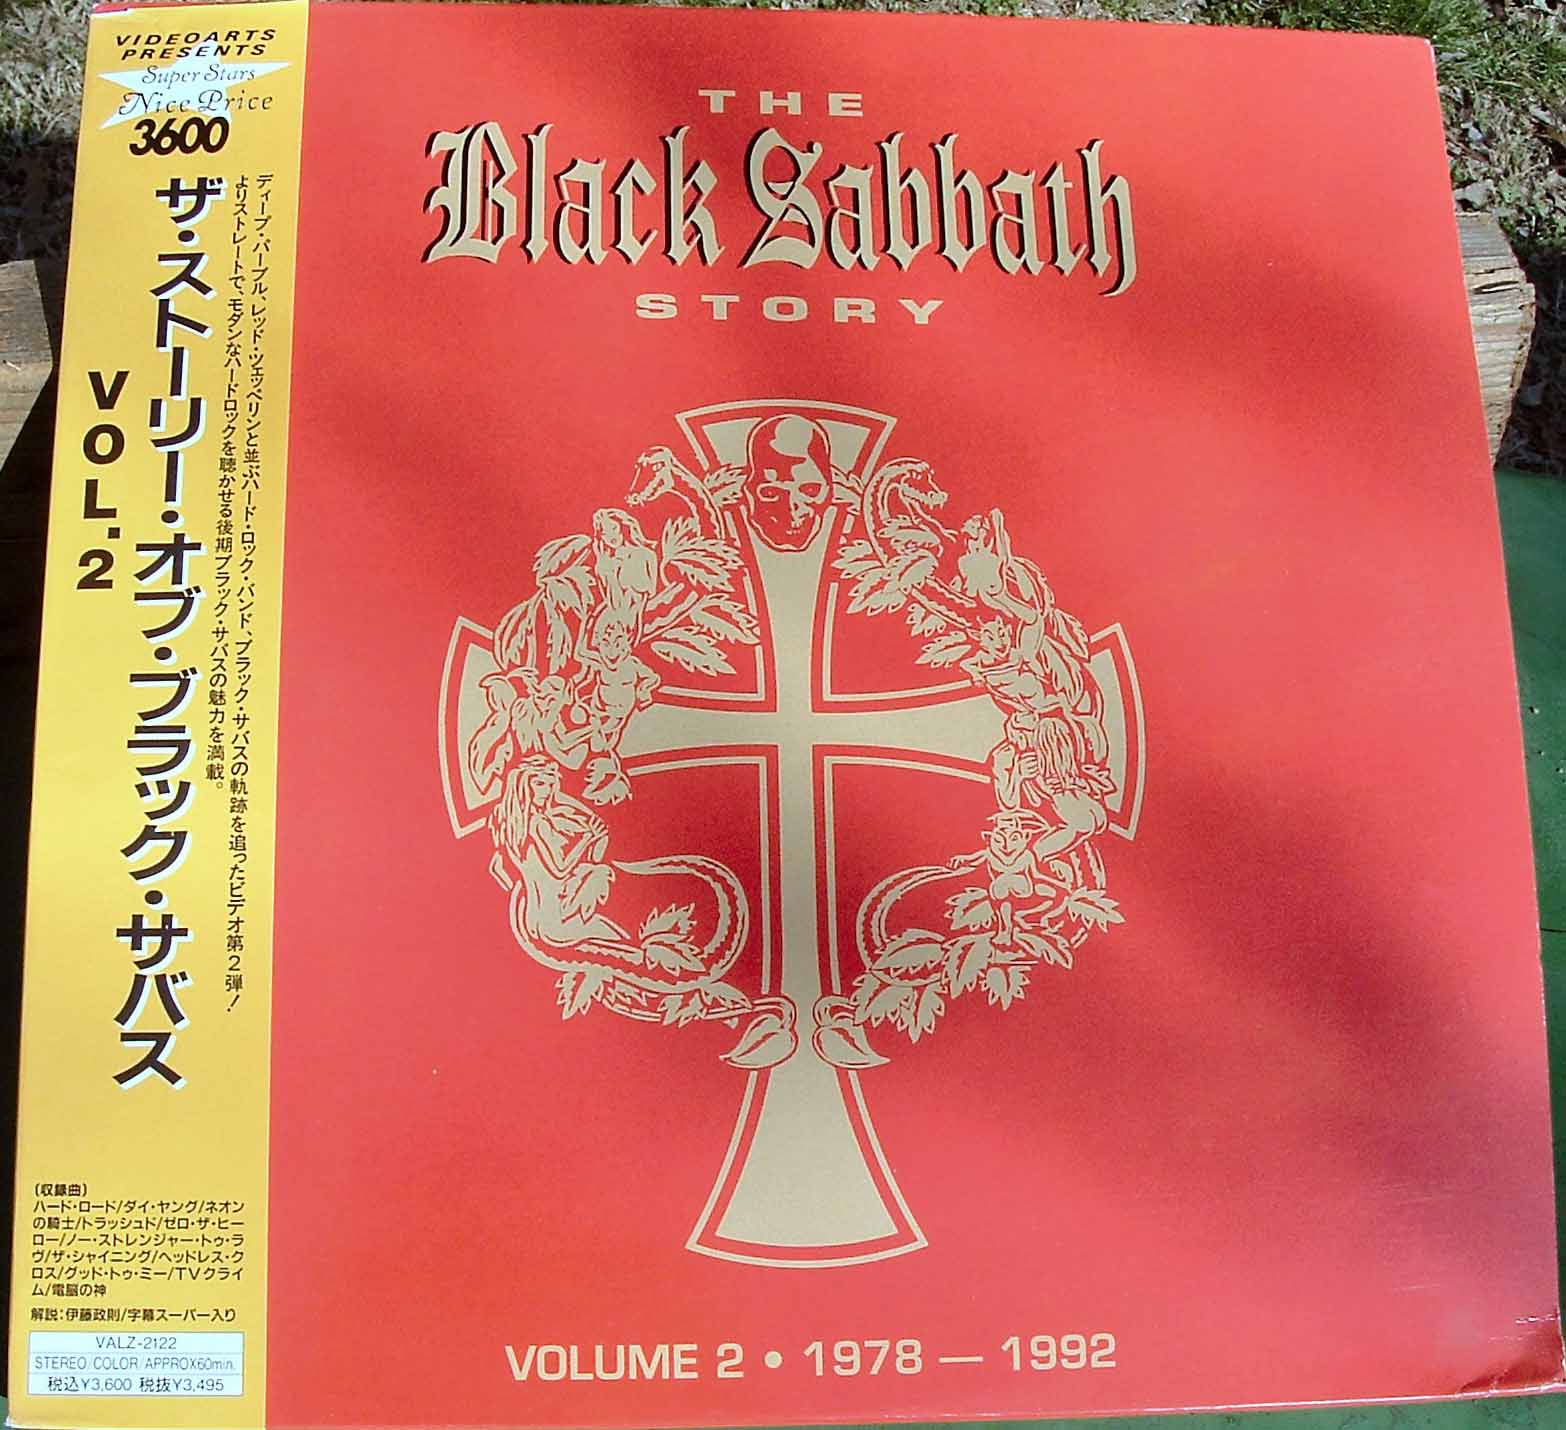 VIDEOARTS
PRESENTS
Super Stars
Nice Price
3600
ディープ・パープル、レッド・ツェッペリンと並ぶハード・ロック・バンド、ブラック・サバスの軌跡を追ったビデオ第2弾!
よりストレートで、モダンなハードロックを聴かせる後期ブラック・サバスの魅力を満載。
ザ・ストーリー・オブ・ブラック・サバス
VOL.2
(収録曲)
ハード・ロード/ダイ・ヤング/ネオン
の騎士/トラッシュド/ゼロ・ザ・ヒー
ロー/ノー・ストレンジャー・トゥ・ラ
ヴ/ザ・シャイニング/ヘッドレス・ク
ロス/グッド・トゥ・ミー/TVクライ
ム/電脳の神
解説:伊藤政則/字幕スーパー入り
VALZ-2122
STEREO/COLOR/APPROX60min.
税込¥3,600 税抜¥3,495
THE
Black Sabbath
STORY
VOLUME 2 • 1978 — 1992